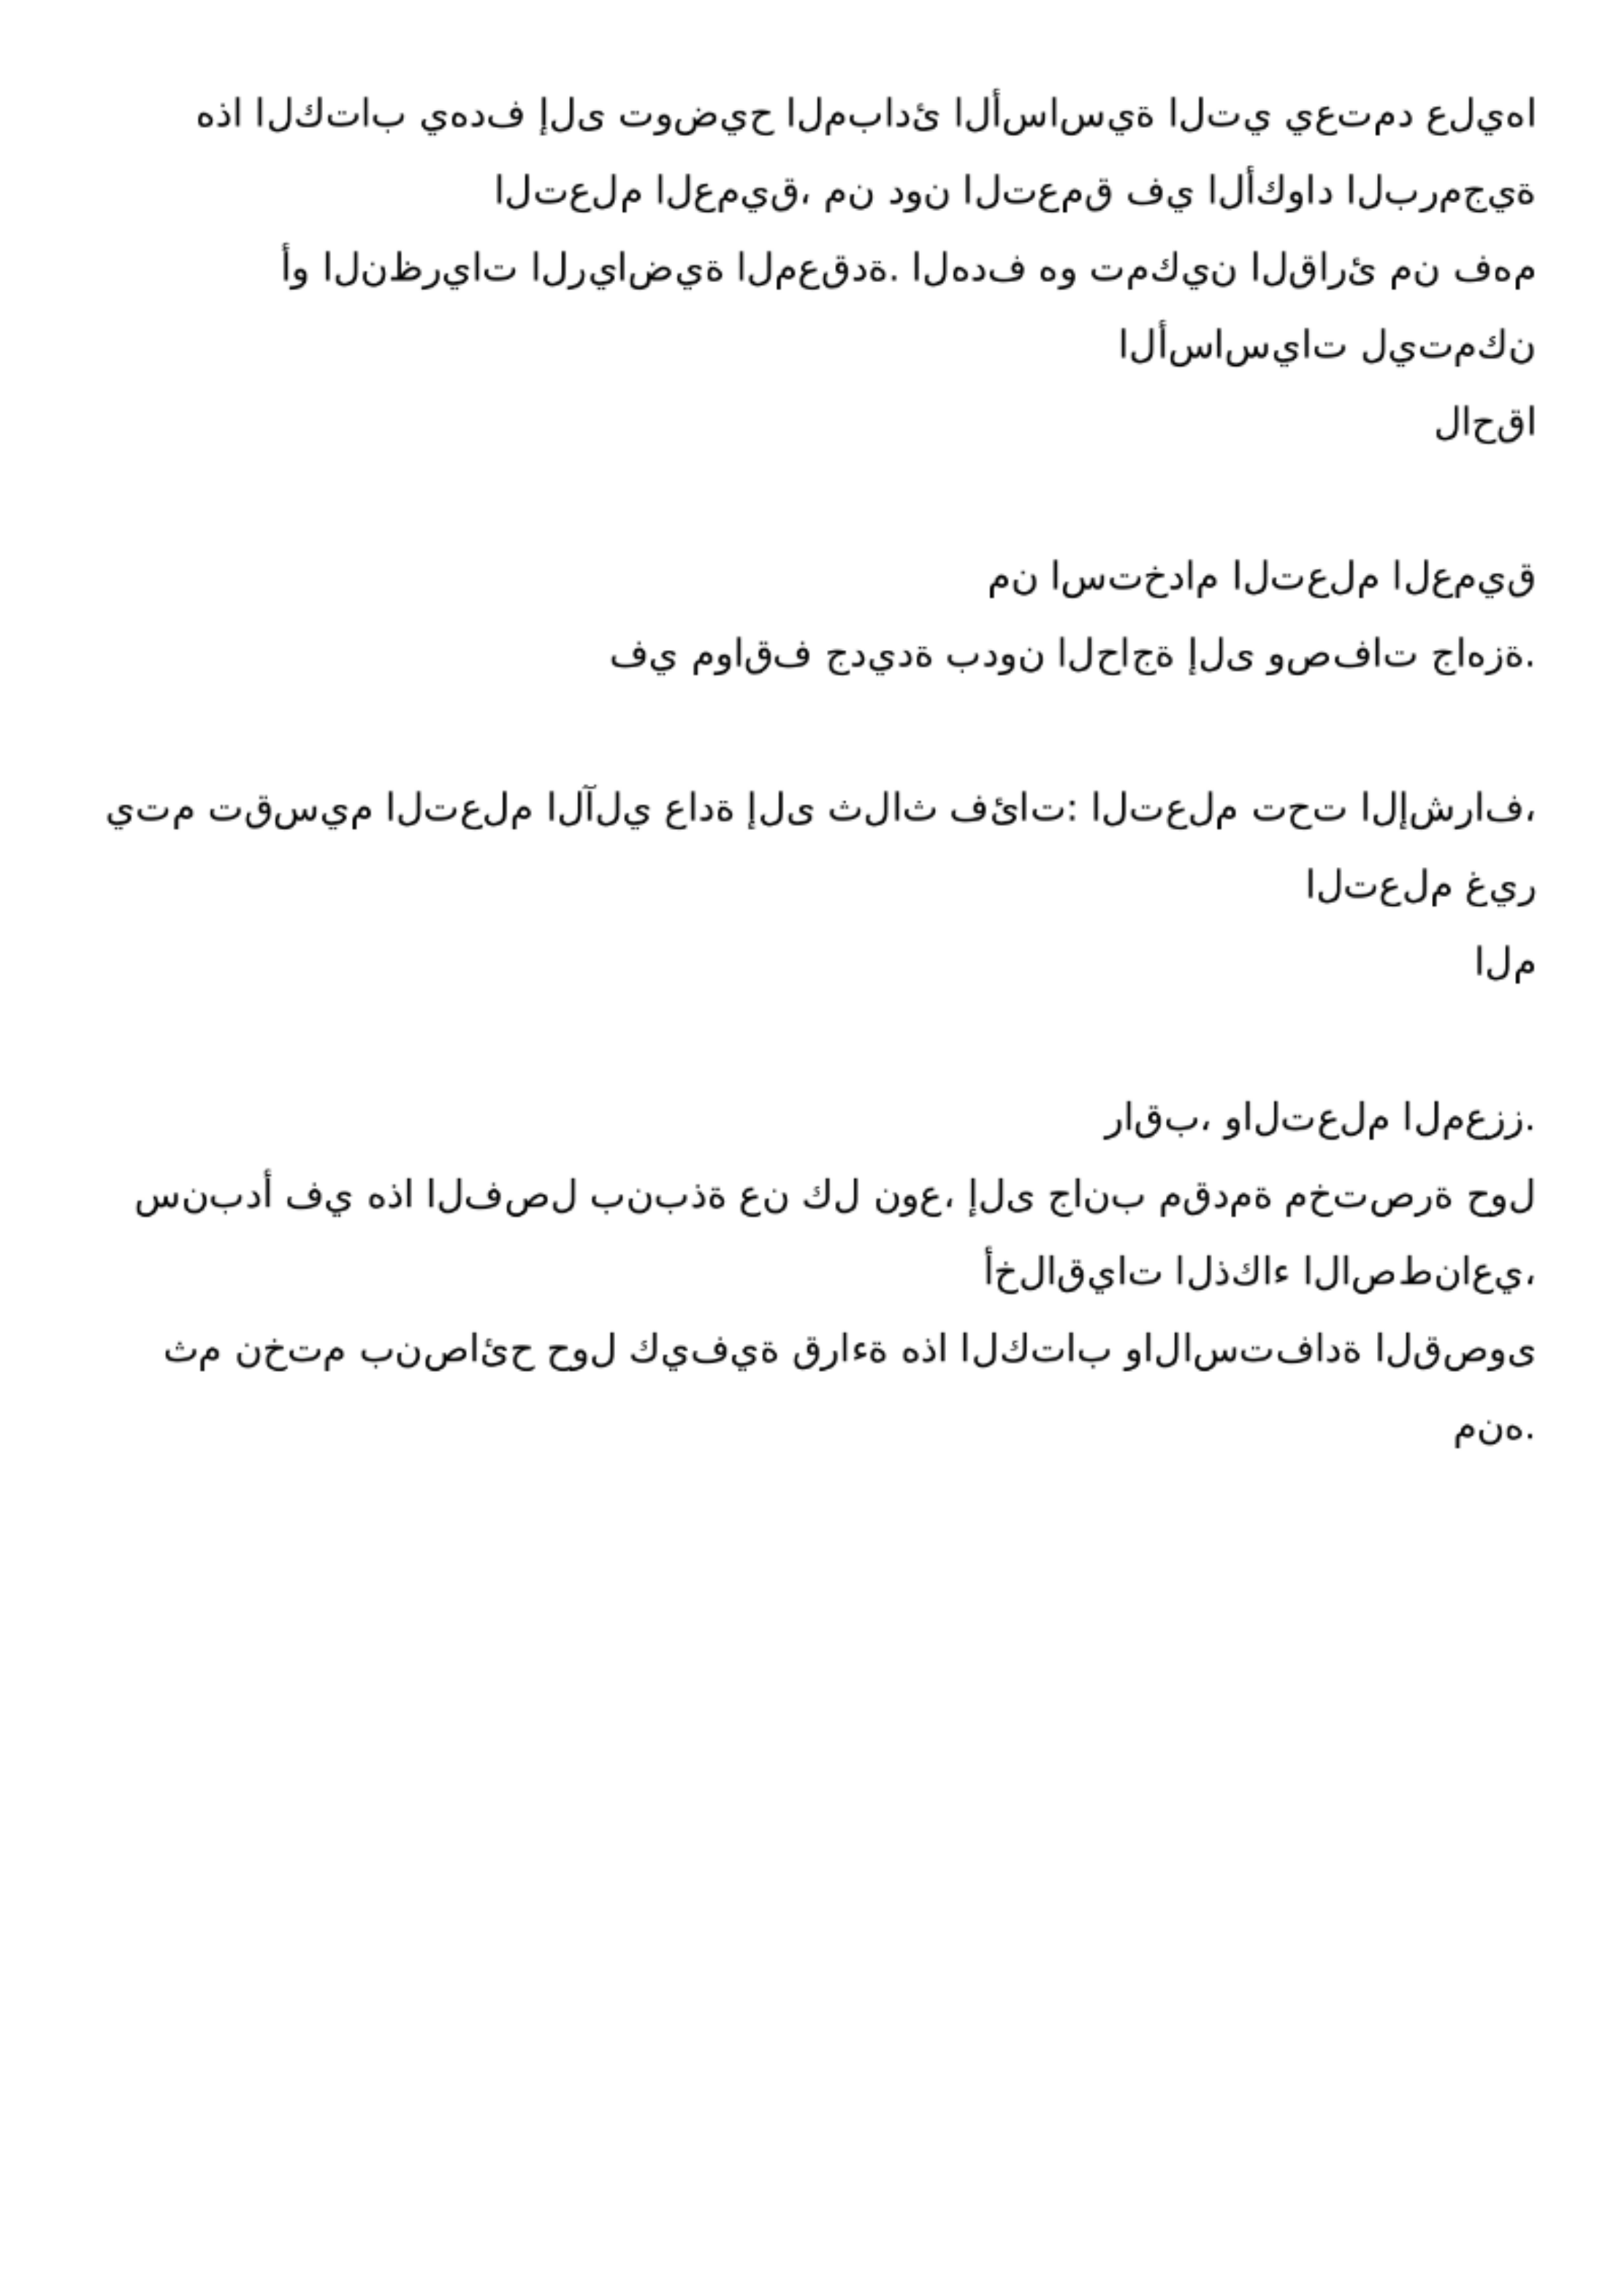 هذا الكتاب يهدف إلى توضيح المبادئ الأساسية التي يعتمد عليها
التعلم العميق، من دون التعمق في الأكواد البرمجية
أو النظريات الرياضية المعقدة. الهدف هو تمكين القارئ من فهم
الأساسيات ليتمكن
لاحقا
من استخدام التعلم العميق
في مواقف جديدة بدون الحاجة إلى وصفات جاهزة.
يتم تقسيم التعلم الآلي عادة إلى ثلاث فئات: التعلم تحت الإشراف،
التعلم غير
الم
راقب، والتعلم المعزز.
سنبدأ في هذا الفصل بنبذة عن كل نوع، إلى جانب مقدمة مختصرة حول
أخلاقيات الذكاء الاصطناعي،
ثم نختم بنصائح حول كيفية قراءة هذا الكتاب والاستفادة القصوى
منه.